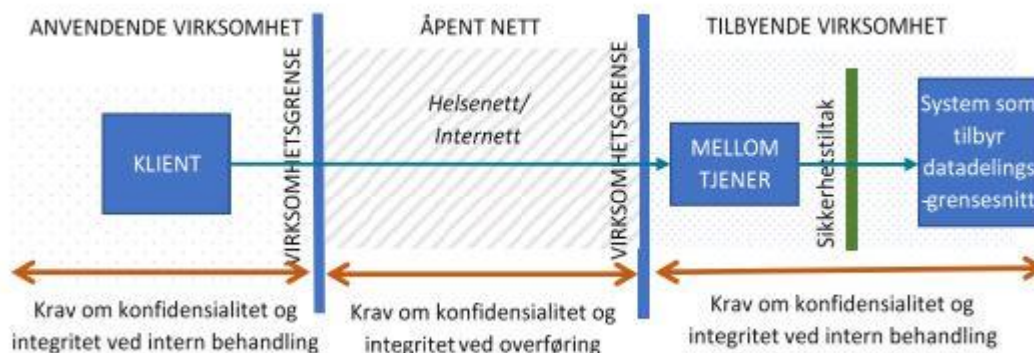 ANVENDENDE VIRKSOMHET
ÅPENT NETT
TILBYENDE VIRKSOMHET
VIRKSOMHETSGRENSE
VIRKSOMHETSGRENSE
Helsenett/
Internett
KLIENT
MELLOM
TJENER
Sikkerhetstiltak
System som
tilbyr
datadelings
-grensesnitt
Krav om konfidensialitet og
integritet ved intern behandling
Krav om konfidensialitet og
integritet ved overføring
Krav om konfidensialitet og
integritet ved intern behandling